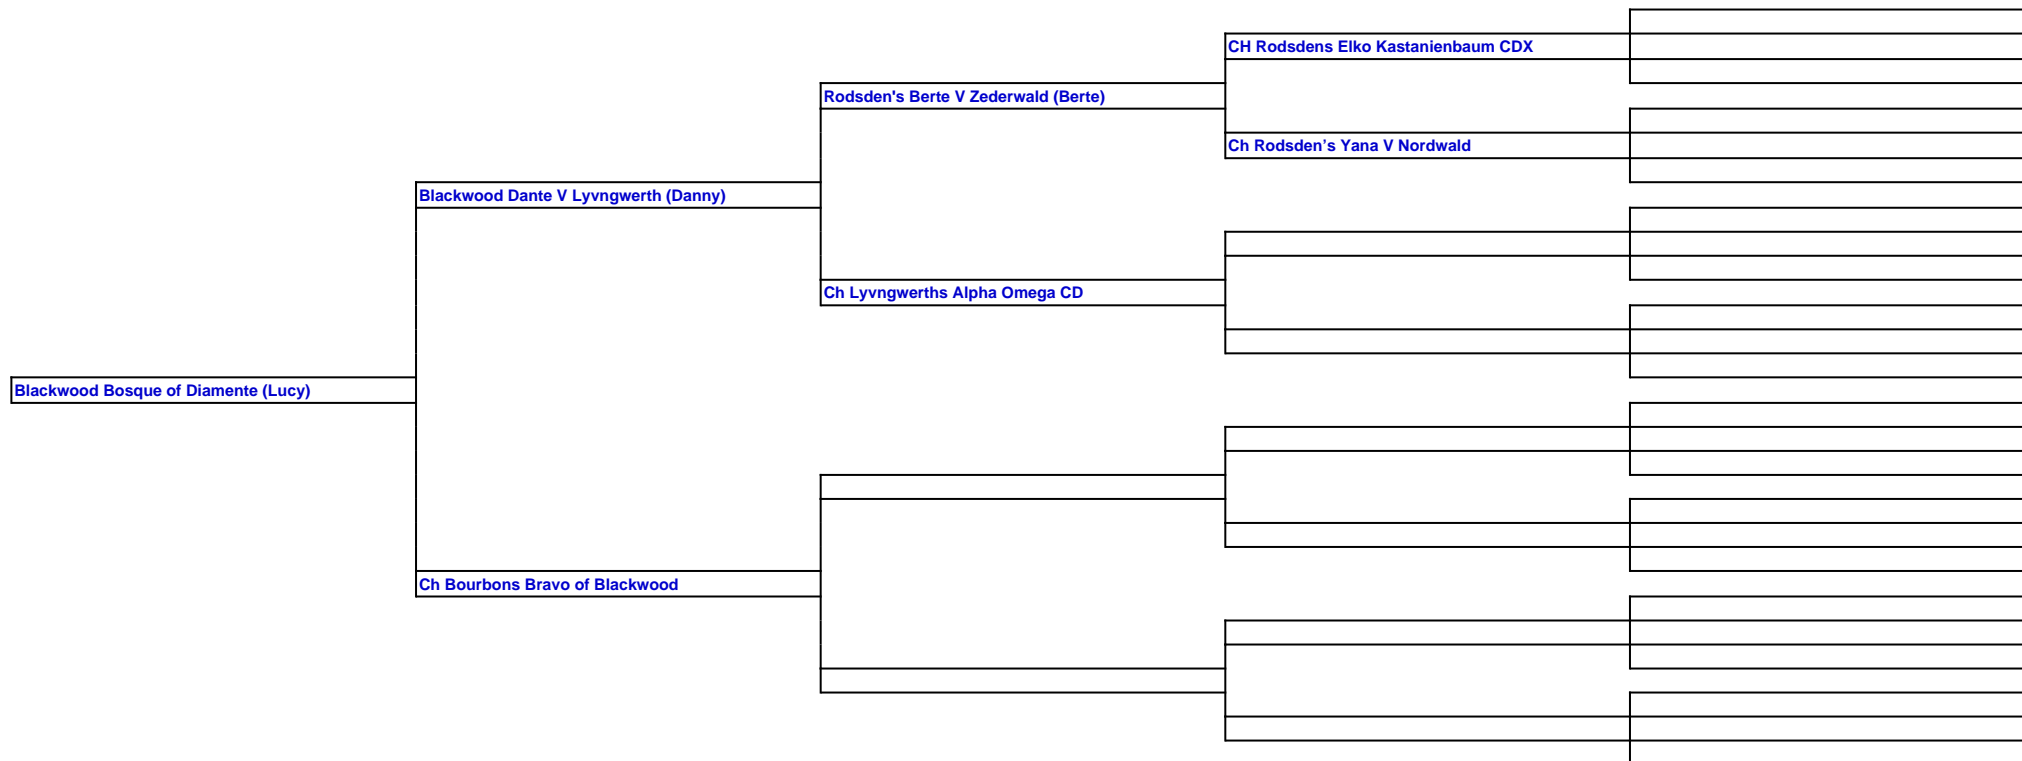 CH Rodsdens Elko Kastanienbaum CDX
Rodsden's Berte V Zederwald (Berte)
Ch Rodsden’s Yana V Nordwald
Blackwood Dante V Lyvngwerth (Danny)
Ch Lyvngwerths Alpha Omega CD
Blackwood Bosque of Diamente (Lucy)
Ch Bourbons Bravo of Blackwood